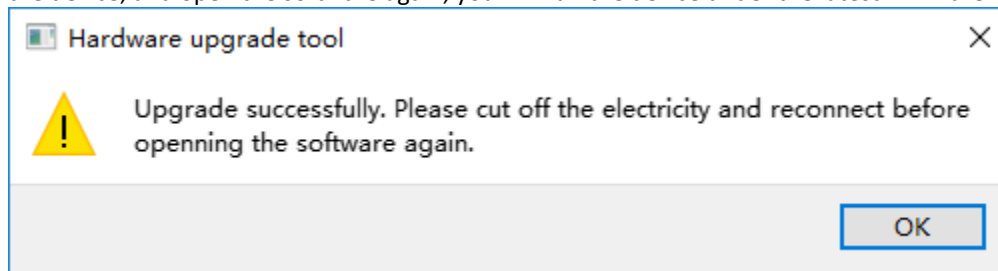 Hardware upgrade tool
Upgrade successfully. Please cut off the electricity and reconnect before
openning the software again.
OK